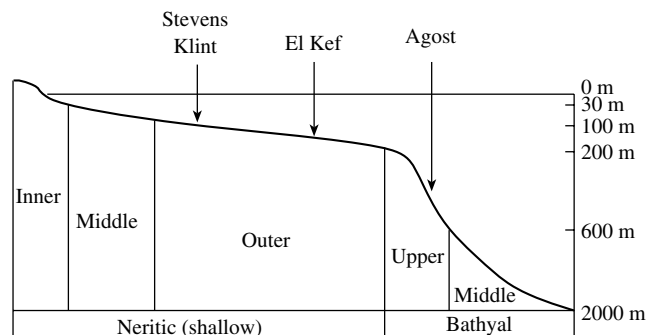 Stevens
Klint
El Kef
Agost
0 m
30 m
100 m
200 m
600 m
2000 m
Inner
Middle
Outer
Upper
Middle
Neritic (shallow)
Bathyal